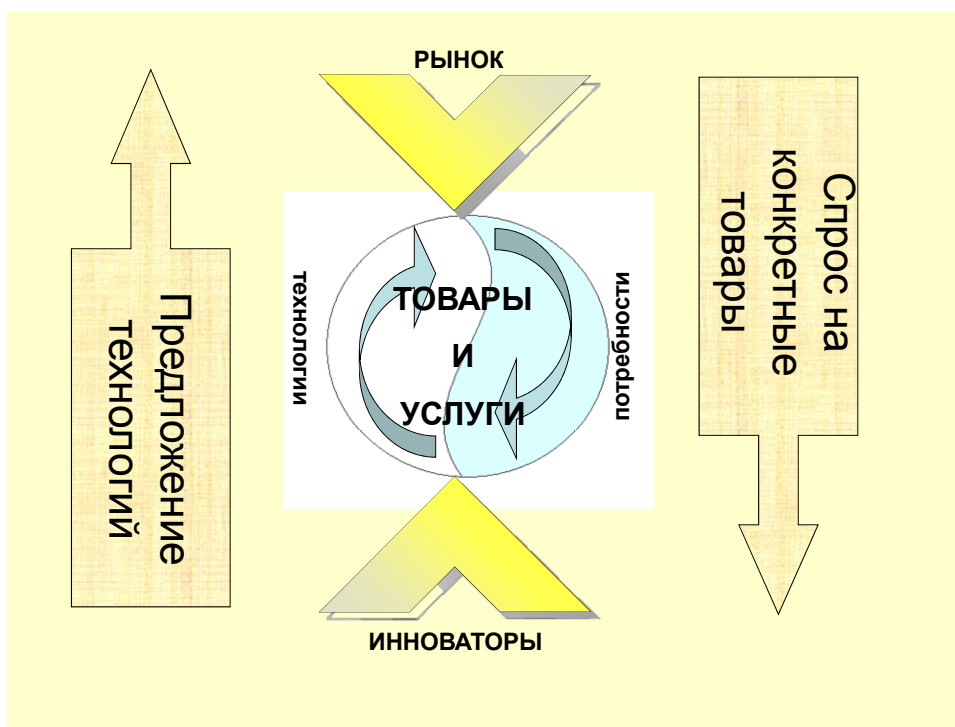 РЫНОК
Предложение
технологий
технологии
ТОВАРЫ
И
УСЛУГИ
потребности
Спрос на
конкретные
товары
ИННОВАТОРЫ